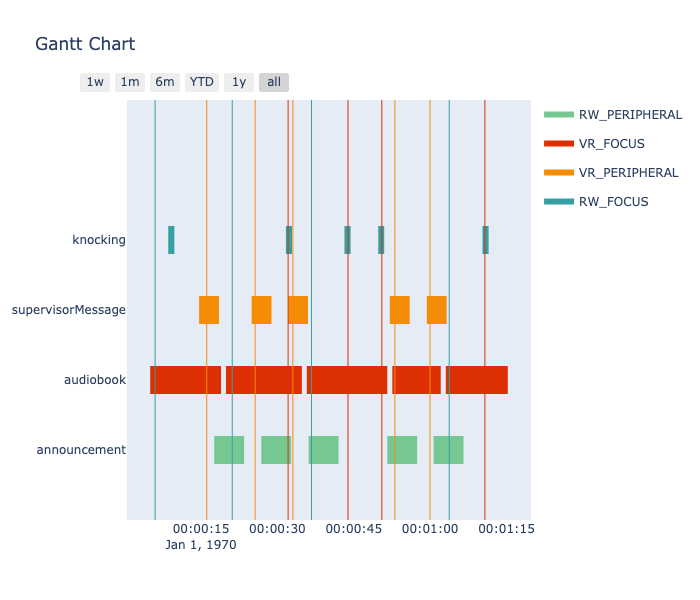 Gantt Chart
1w 1m 6m YTD 1y all
RW_PERIPHERAL
VR_FOCUS
VR_PERIPHERAL
RW_FOCUS
knocking
supervisorMessage
audiobook
announcement
00:00:15 00:00:30 00:00:45 00:01:00 00:01:15
Jan 1, 1970